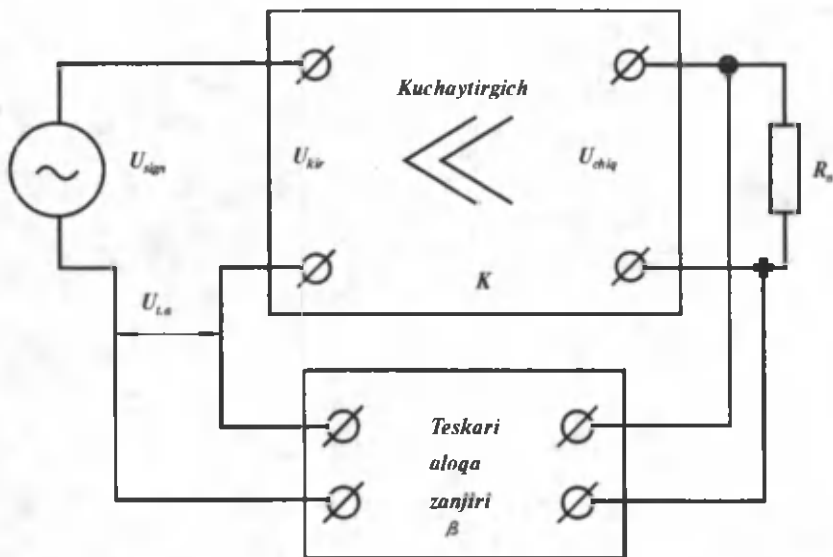 Kuchaytirgich
U_sign
U_kir
U_chiq
R_n
K
U_t.a
Teskari
aloqa
zanjiri
β